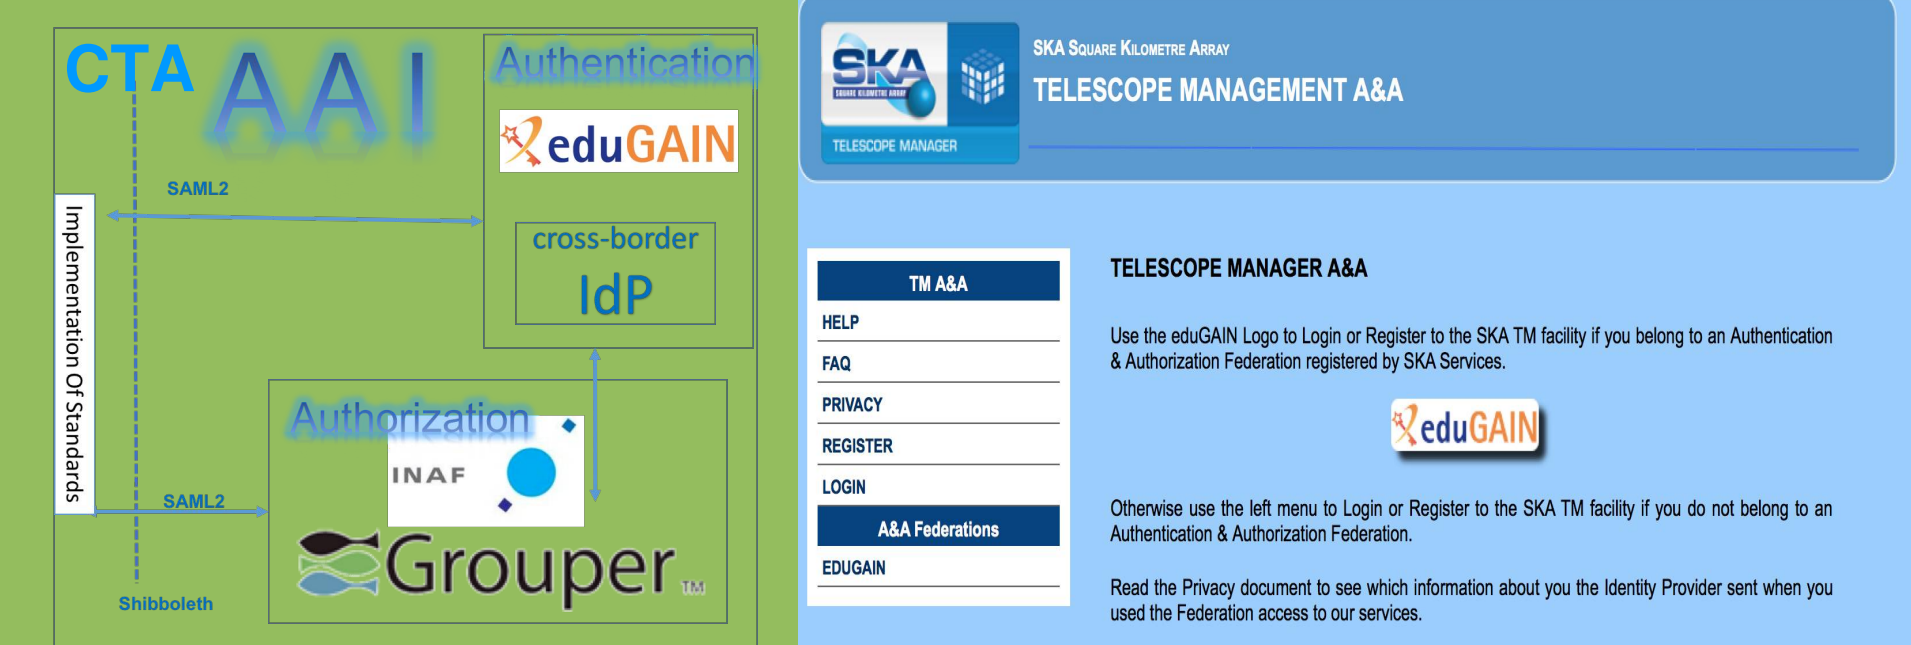 CTA
AAI
Authentication
eduGAIN
cross-border
IdP
SAML2
Implementation Of Standards
Authorization
INAF
SAML2
Grouper TM
Shibboleth
SKA
SQUARE KILOMETRE ARRAY
TELESCOPE MANAGER
SKA SQUARE KILOMETRE ARRAY
TELESCOPE MANAGEMENT A&A
TM A&A
HELP
FAQ
PRIVACY
REGISTER
LOGIN
A&A Federations
EDUGAIN
TELESCOPE MANAGER A&A
Use the eduGAIN Logo to Login or Register to the SKA TM facility if you belong to an Authentication
& Authorization Federation registered by SKA Services.
eduGAIN
Otherwise use the left menu to Login or Register to the SKA TM facility if you do not belong to an
Authentication & Authorization Federation.
Read the Privacy document to see which information about you the Identity Provider sent when you
used the Federation access to our services.